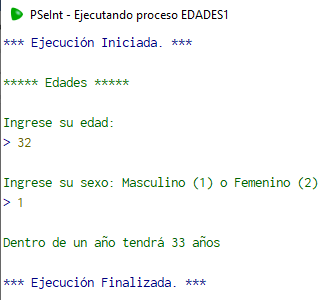 PSeInt - Ejecutando proceso EDADES1
*** Ejecución Iniciada. ***
***** Edades *****
Ingrese su edad:
> 32
Ingrese su sexo: Masculino (1) o Femenino (2)
> 1
Dentro de un año tendrá 33 años
*** Ejecución Finalizada. ***